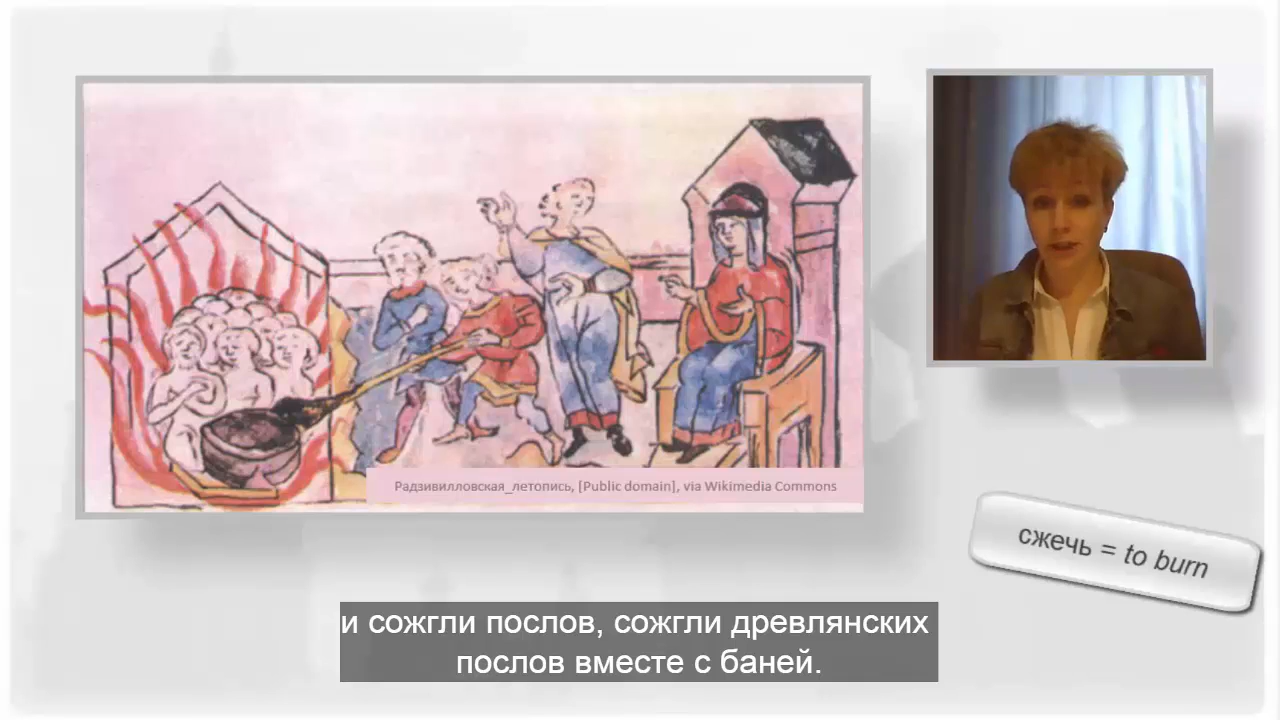 Радзивилловская_летопись, [Public domain], via Wikimedia Commons
сжечь = to burn
и сожгли послов, сожгли древлянских
послов вместе с баней.